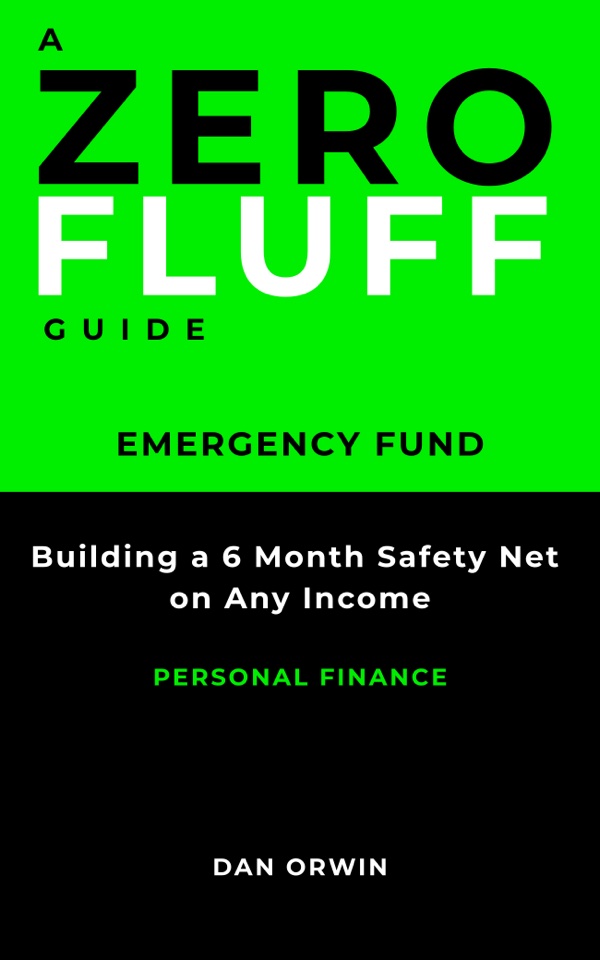 A
ZERO
FLUFF
GUIDE
EMERGENCY FUND
Building a 6 Month Safety Net
on Any Income
PERSONAL FINANCE
DAN ORWIN